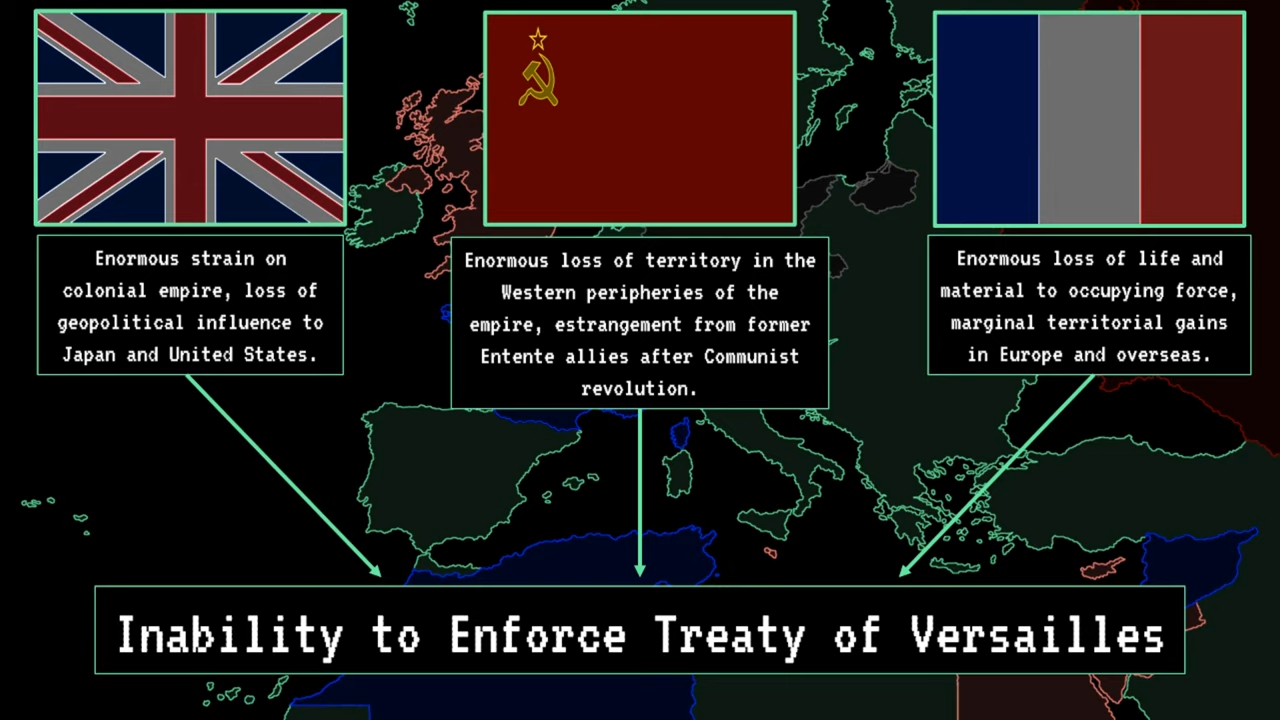 Enormous strain on
colonial empire, loss of
geopolitical influence to
Japan and United States.
Enormous loss of territory in the
Western peripheries of the
empire, estrangement from former
Entente allies after Communist
revolution.
Enormous loss of life and
material to occupying force,
marginal territorial gains
in Europe and overseas.
Inability to Enforce Treaty of Versailles